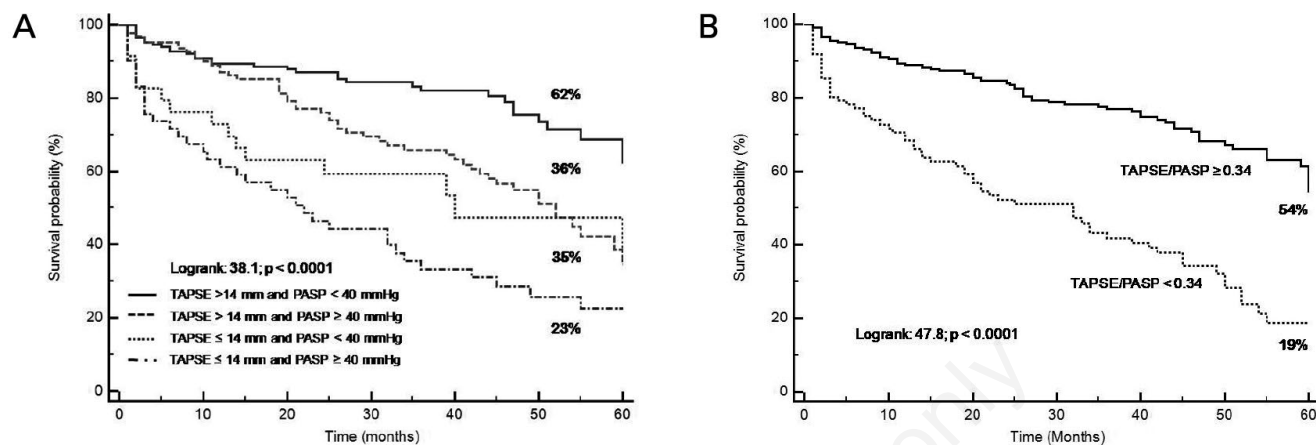 A
Survival probability (%)
100
80
60
40
20
0
62%
36%
35%
23%
Logrank: 38.1; p < 0.0001
TAPSE >14 mm and PASP < 40 mmHg
TAPSE > 14 mm and PASP ≥ 40 mmHg
TAPSE ≤ 14 mm and PASP < 40 mmHg
TAPSE ≤ 14 mm and PASP ≥ 40 mmHg
0 10 20 30 40 50 60
Time (months)
B
Survival probability (%)
100
80
60
40
20
0
TAPSE/PASP ≥ 0.34
54%
TAPSE/PASP < 0.34
Logrank: 47.8; p < 0.0001
19%
0 10 20 30 40 50 60
Time (Months)
only